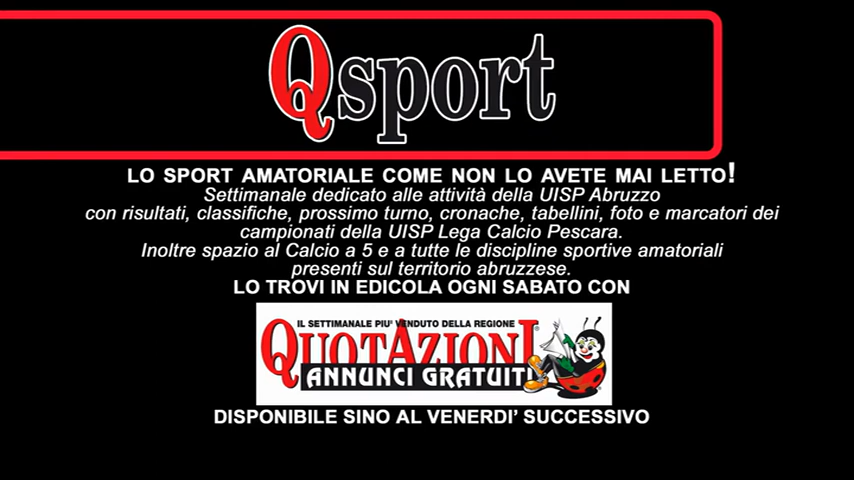 Qsport
LO SPORT AMATORIALE COME NON LO AVETE MAI LETTO!
Settimanale dedicato alle attività della UISP Abruzzo
con risultati, classifiche, prossimo turno, cronache, tabellini, foto e marcatori dei
campionati della UISP Lega Calcio Pescara.
Inoltre spazio al Calcio a 5 e a tutte le discipline sportive amatoriali
presenti sul territorio abruzzese.
LO TROVI IN EDICOLA OGNI SABATO CON
IL SETTIMANALE PIU' VENDUTO DELLA REGIONE
QUOTAZIONI
ANNUNCI GRATUITI
DISPONIBILE SINO AL VENERDI' SUCCESSIVO